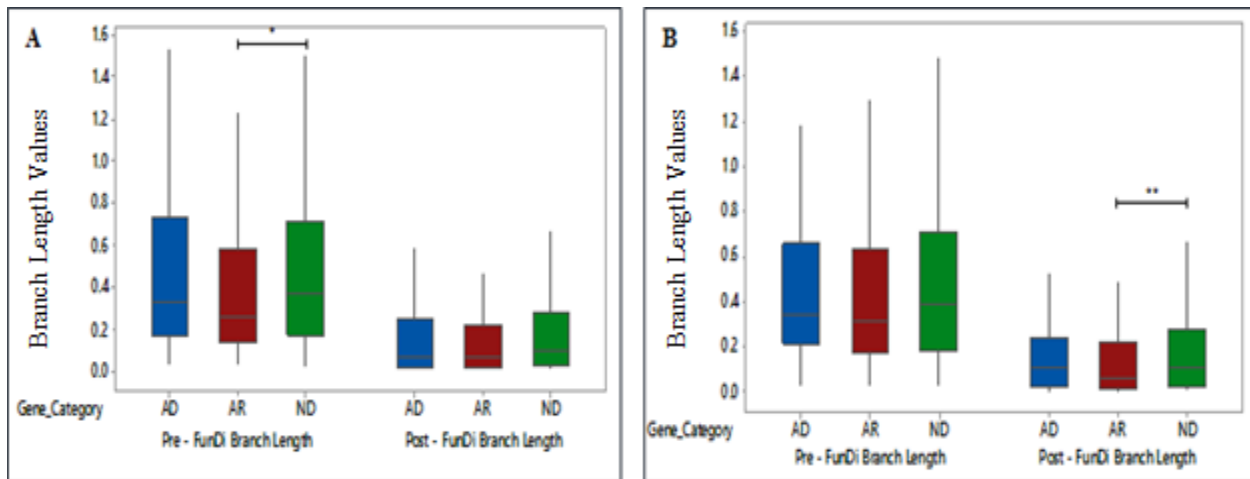 A
*
Branch Length Values
1.6
1.4
1.2
1.0
0.8
0.6
0.4
0.2
0.0
Gene_Category AD AR ND AD AR ND
Pre - FunDi Branch Length Post - FunDi Branch Length
B
**
Branch Length Values
1.6
1.4
1.2
1.0
0.8
0.6
0.4
0.2
0.0
Gene_Category AD AR ND AD AR ND
Pre - FunDi Branch Length Post - FunDi Branch Length